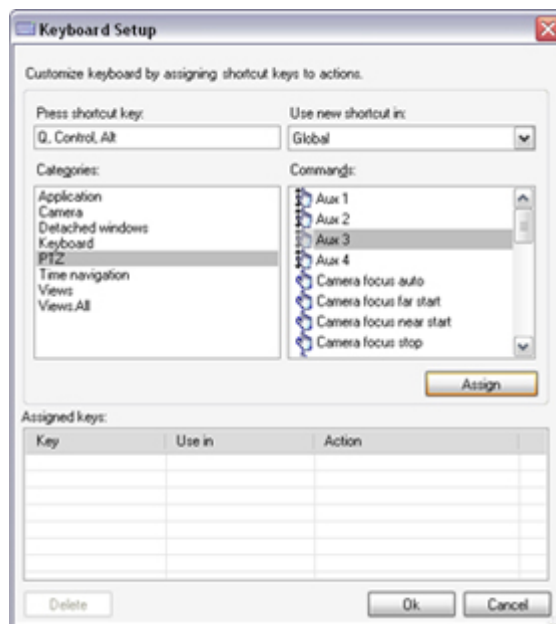 Keyboard Setup
Customize keyboard by assigning shortcut keys to actions.
Press shortcut key:
Use new shortcut in:
Q, Control, Alt
Global
Categories:
Commands:
Application
Camera
Detached windows
Keyboard
PTZ
Time navigation
Views
Views.All
Aux 1
Aux 2
Aux 3
Aux 4
Camera focus auto
Camera focus far start
Camera focus near start
Camera focus stop
Assign
Assigned keys:
Key Use in Action
Delete Ok Cancel